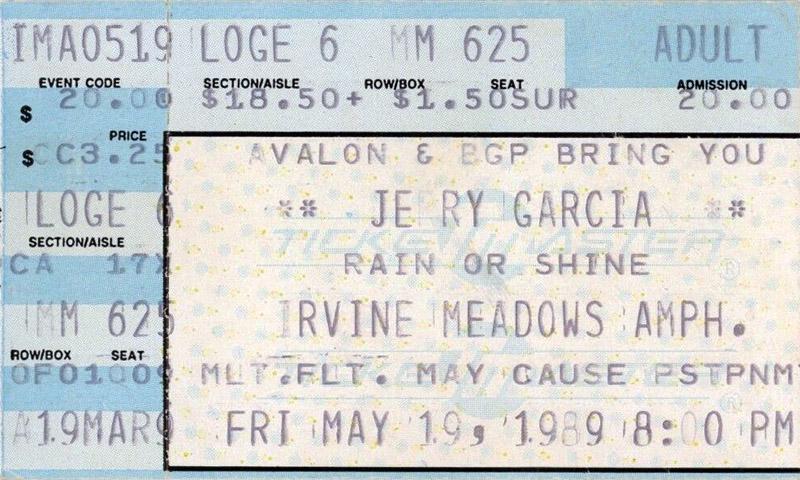 IMA0519 LOGE 6 MM 625 ADULT
EVENT CODE SECTION/AISLE ROW/BOX SEAT ADMISSION
$ 20.00 $18.50+ $1.50SUR 20.00
PRICE
$ CC3.25 AVALON & BGP BRING YOU
LOGE 6 ** JERRY GARCIA **
SECTION/AISLE TICKETMASTER ®
CA 17X RAIN OR SHINE
MM 625 IRVINE MEADOWS AMPH.
ROW/BOX SEAT
OF01009 MLT.FLT. MAY CAUSE PSTPNMT
A19MAR9 FRI MAY 19, 1989 8:00 PM